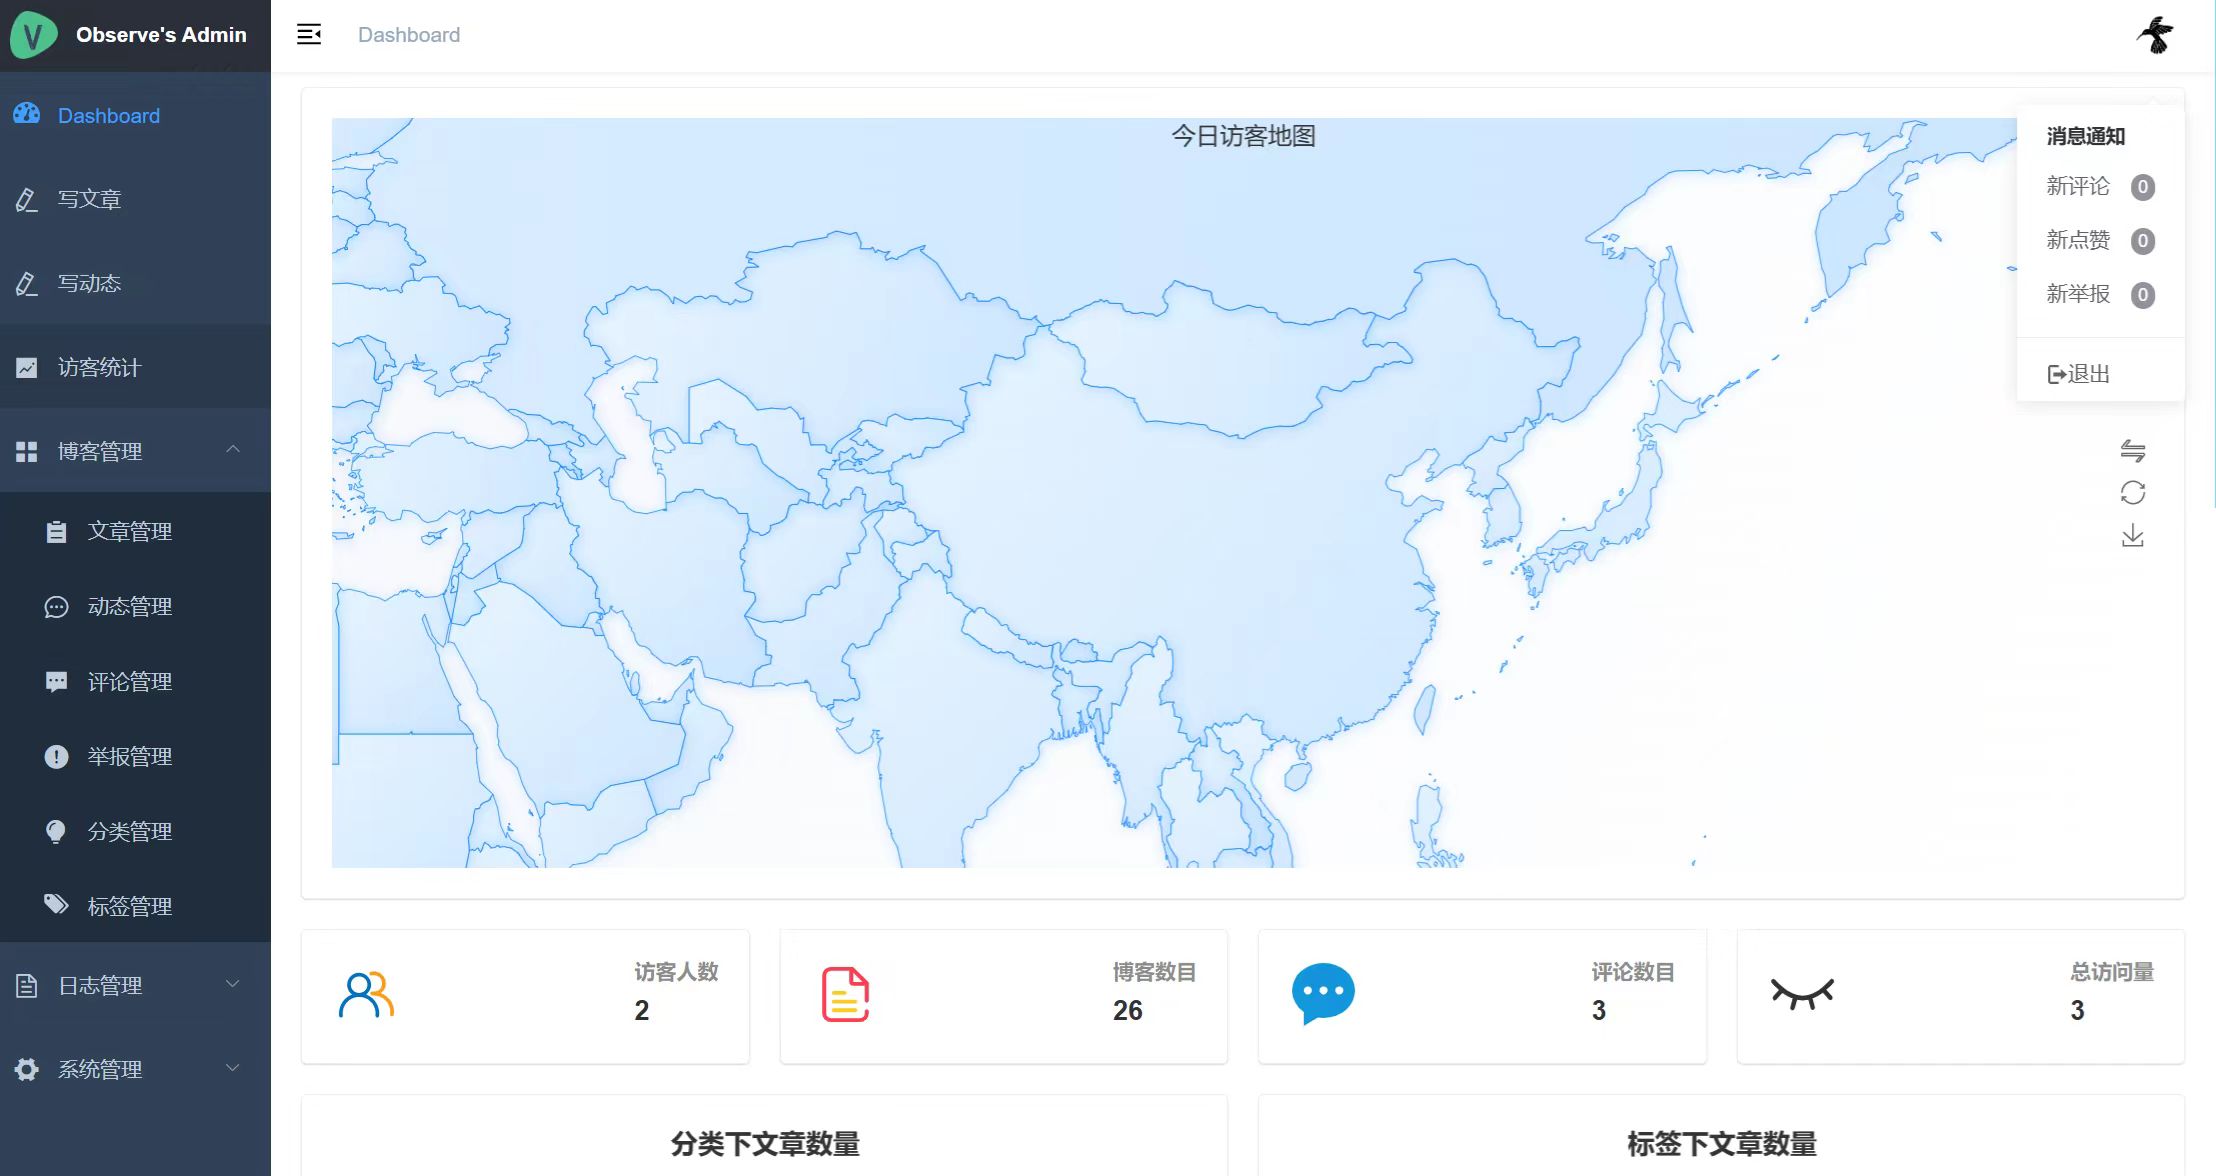 V Observe's Admin
Dashboard
Dashboard
写文章
写动态
访客统计
博客管理
文章管理
动态管理
评论管理
举报管理
分类管理
标签管理
日志管理
系统管理
今日访客地图
消息通知
新评论 0
新点赞 0
新举报 0
退出
访客人数
2
博客数目
26
评论数目
3
总访问量
3
分类下文章数量
标签下文章数量